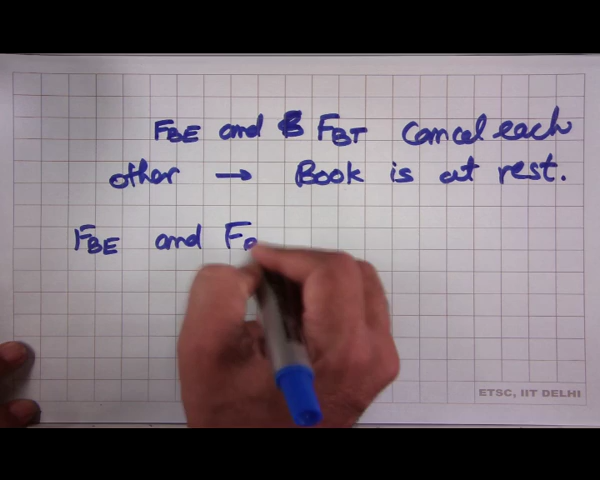 FBE and FBT cancel each
other → Book is at rest.
FBE and F
ETSC, IIT DELHI